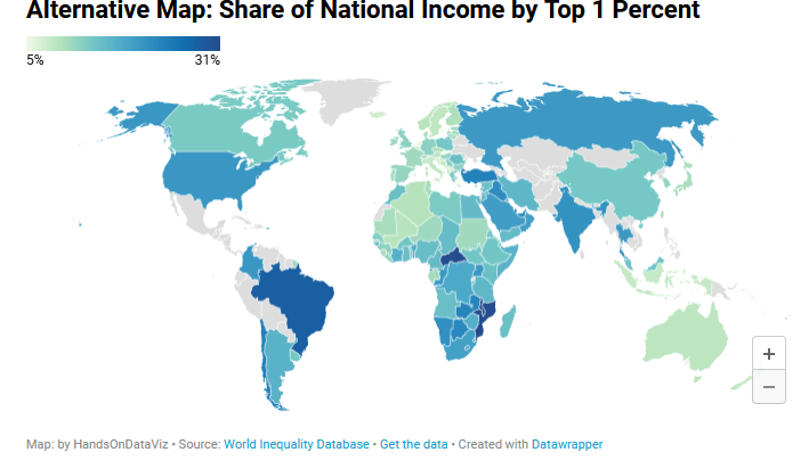 Alternative Map: Share of National Income by Top 1 Percent
5%
31%
+
−
Map: by HandsOnDataViz • Source: World Inequality Database • Get the data • Created with Datawrapper